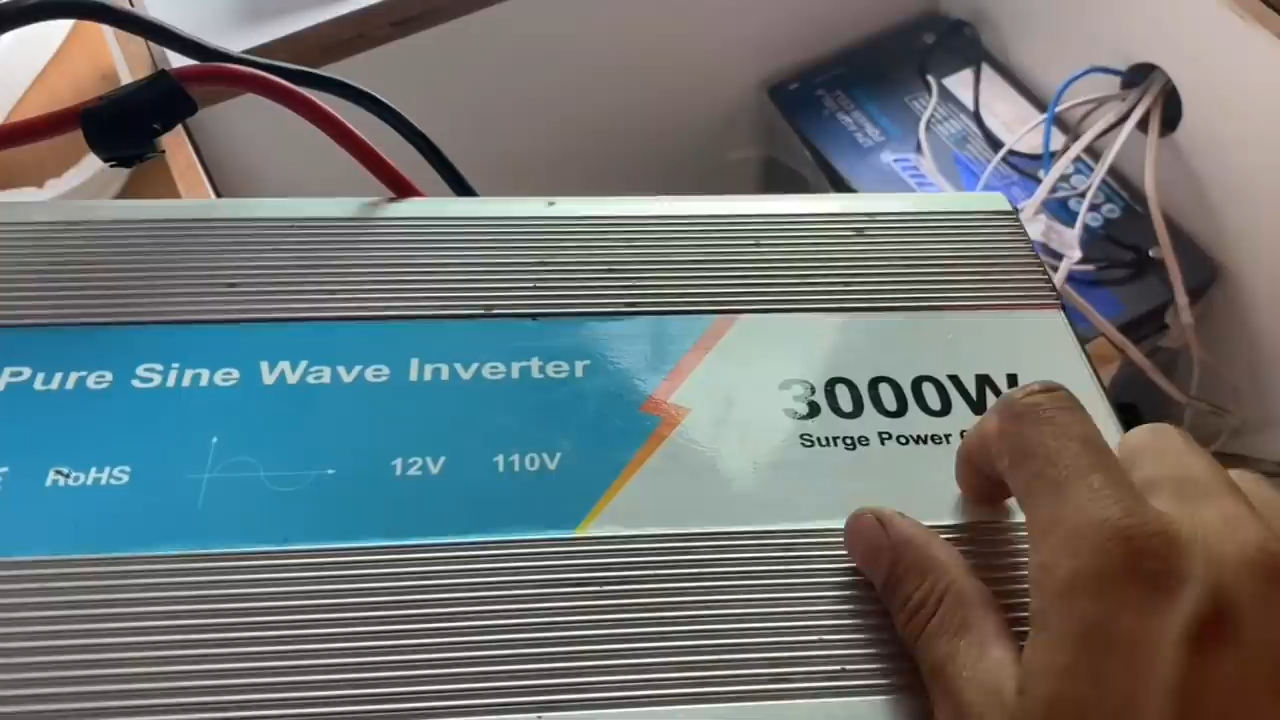 Pure Sine Wave Inverter
RoHS
12V 110V
3000W
Surge Power